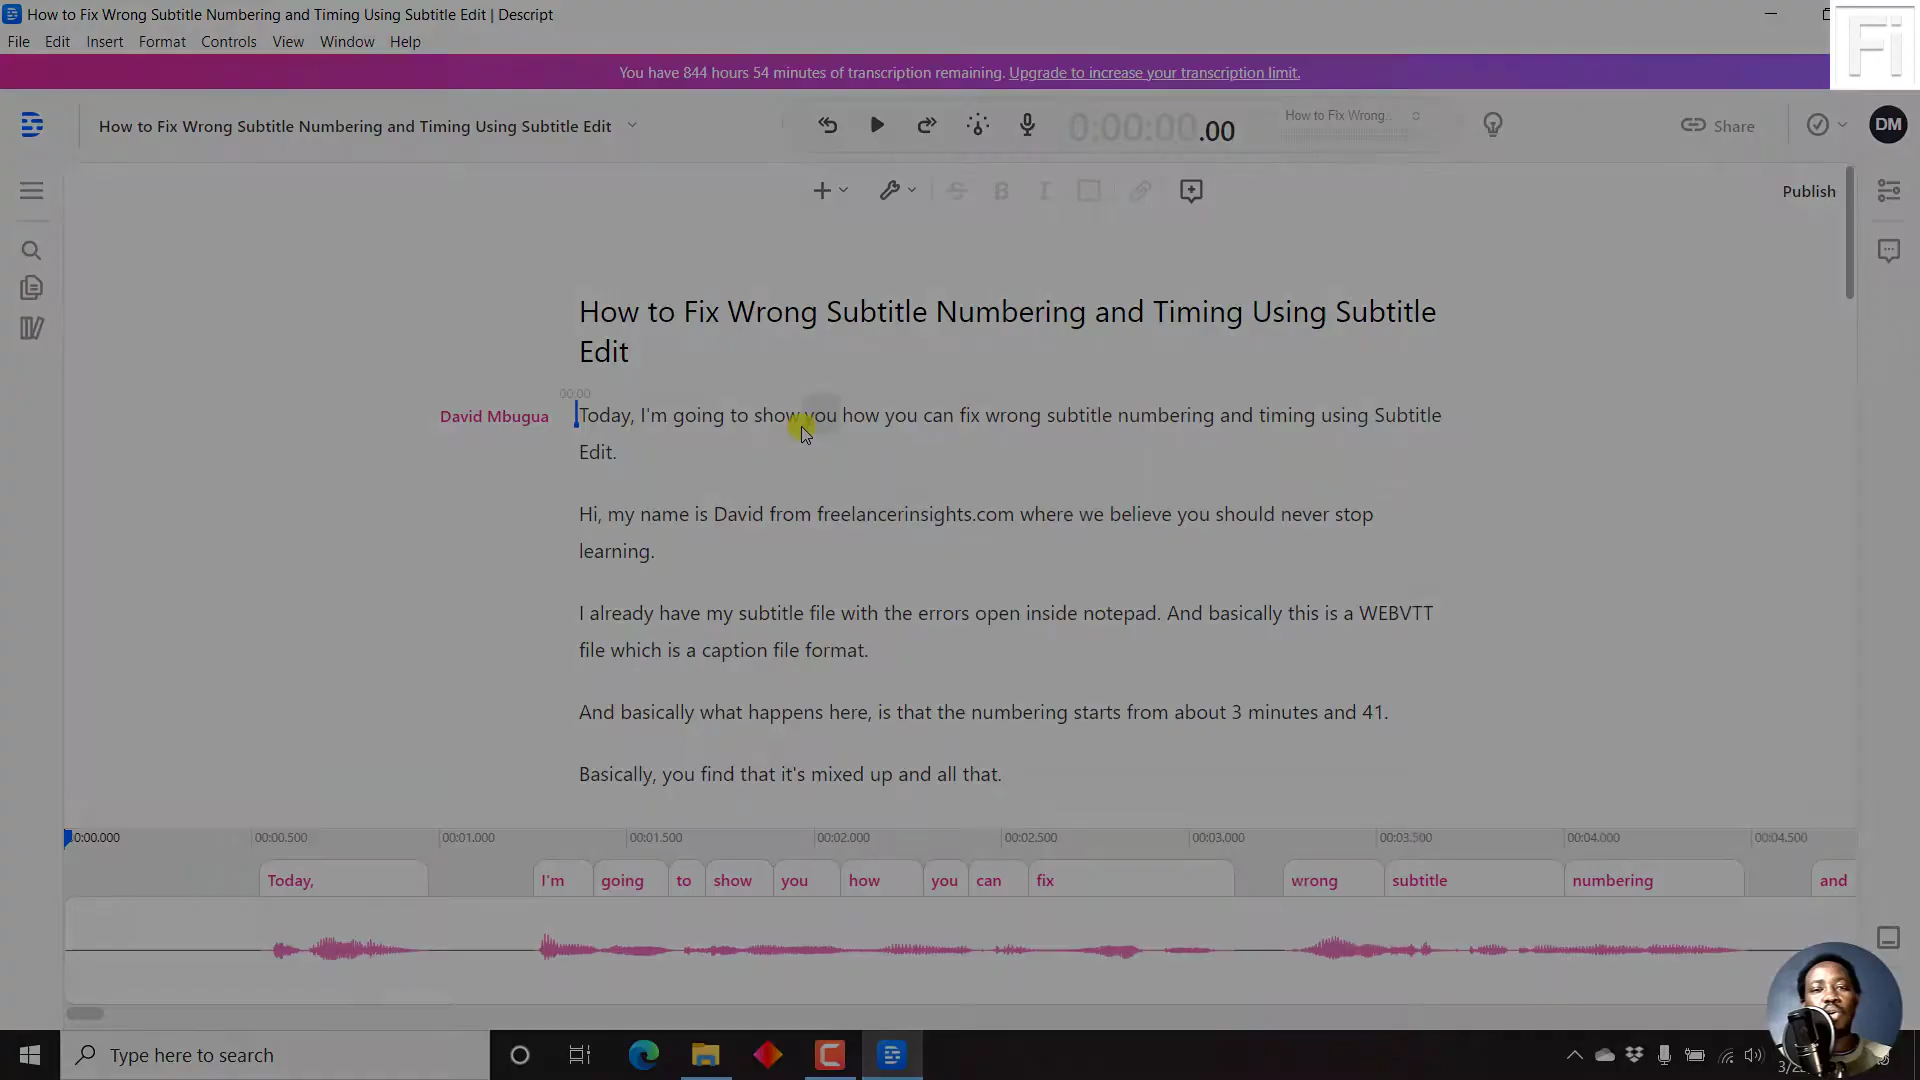 How to Fix Wrong Subtitle Numbering and Timing Using Subtitle Edit | Descript
Fi
File Edit Insert Format Controls View Window Help
You have 844 hours 54 minutes of transcription remaining. Upgrade to increase your transcription limit.
How to Fix Wrong Subtitle Numbering and Timing Using Subtitle Edit
0:00:00.00
How to Fix Wrong..
Share
DM
Publish
How to Fix Wrong Subtitle Numbering and Timing Using Subtitle
Edit
00:00
David Mbugua
Today, I'm going to show you how you can fix wrong subtitle numbering and timing using Subtitle
Edit.
Hi, my name is David from freelancerinsights.com where we believe you should never stop
learning.
I already have my subtitle file with the errors open inside notepad. And basically this is a WEBVTT
file which is a caption file format.
And basically what happens here, is that the numbering starts from about 3 minutes and 41.
Basically, you find that it's mixed up and all that.
0:00.000 00:00.500 00:01.000 00:01.500 00:02.000 00:02.500 00:03.000 00:03.500 00:04.000 00:04.500
Today, I'm going to show you how you can fix wrong subtitle numbering and
Type here to search